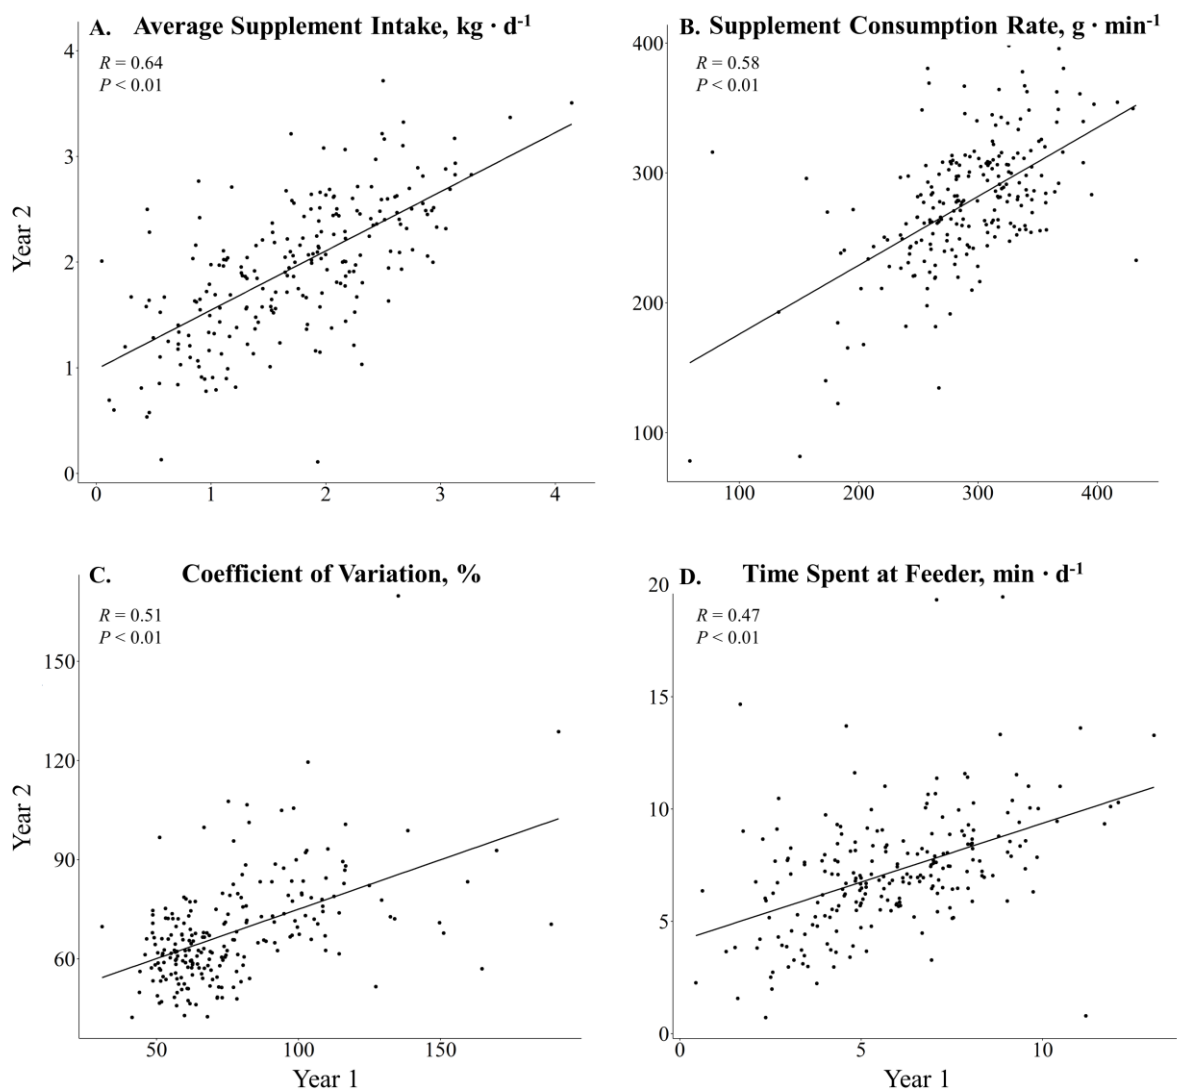 A. Average Supplement Intake, kg · d-1
R = 0.64
P < 0.01
4
3
2
1
0
Year 2
0 1 2 3 4
B. Supplement Consumption Rate, g · min-1
R = 0.58
P < 0.01
400
300
200
100
100 200 300 400
C. Coefficient of Variation, %
R = 0.51
P < 0.01
150
120
90
60
Year 2
50 100 150
Year 1
D. Time Spent at Feeder, min · d-1
R = 0.47
P < 0.01
20
15
10
5
0
0 5 10
Year 1